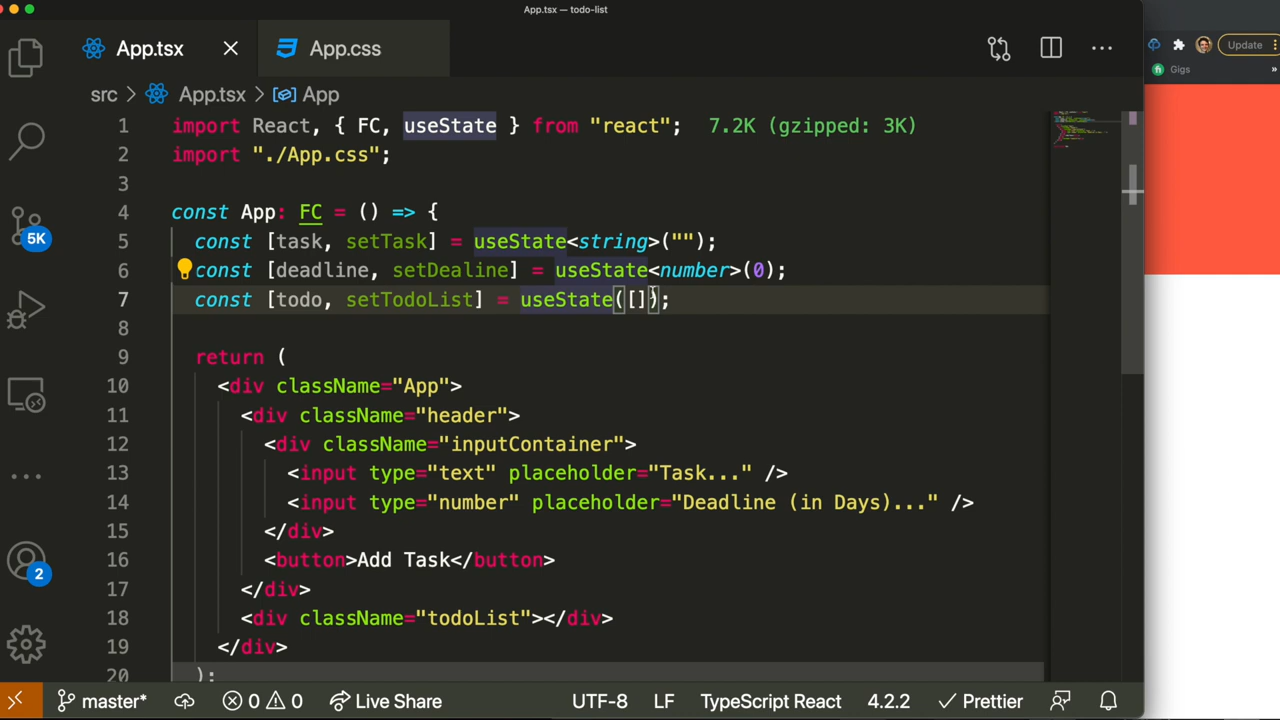 App.tsx — todo-list
App.tsx
App.css
Update
Gigs »
src > App.tsx > App
1 import React, { FC, useState } from "react"; 7.2K (gzipped: 3K)
2 import "./App.css";
3
4 const App: FC = () => {
5 const [task, setTask] = useState<string>("");
6 const [deadline, setDealine] = useState<number>(0);
7 const [todo, setTodoList] = useState([]);
8
9 return (
10 <div className="App">
11 <div className="header">
12 <div className="inputContainer">
13 <input type="text" placeholder="Task..." />
14 <input type="number" placeholder="Deadline (in Days)..." />
15 </div>
16 <button>Add Task</button>
17 </div>
18 <div className="todoList"></div>
19 </div>
20 );
5K
2
master* 0 0 Live Share UTF-8 LF TypeScript React 4.2.2 Prettier